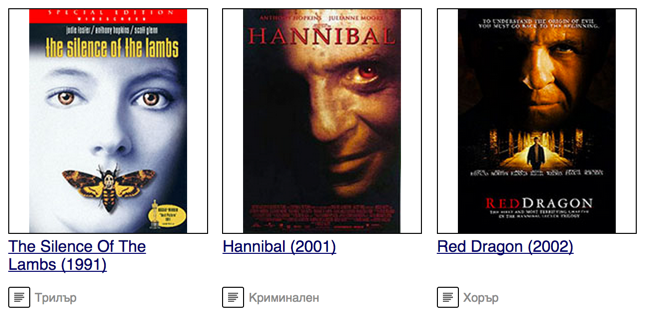 SPECIAL EDITION
WIDESCREEN
jodie foster / anthony hopkins / scott glenn
the silence of the lambs
The Silence Of The
Lambs (1991)
Трилър
ANTHONY HOPKINS JULIANNE MOORE
HANNIBAL
Hannibal (2001)
Криминален
TO UNDERSTAND THE ORIGIN OF EVIL,
YOU MUST GO BACK TO THE BEGINNING.
RED DRAGON
THE FIRST AND MOST TERRIFYING CHAPTER
IN THE HANNIBAL LECTER TRILOGY
Red Dragon (2002)
Хорър